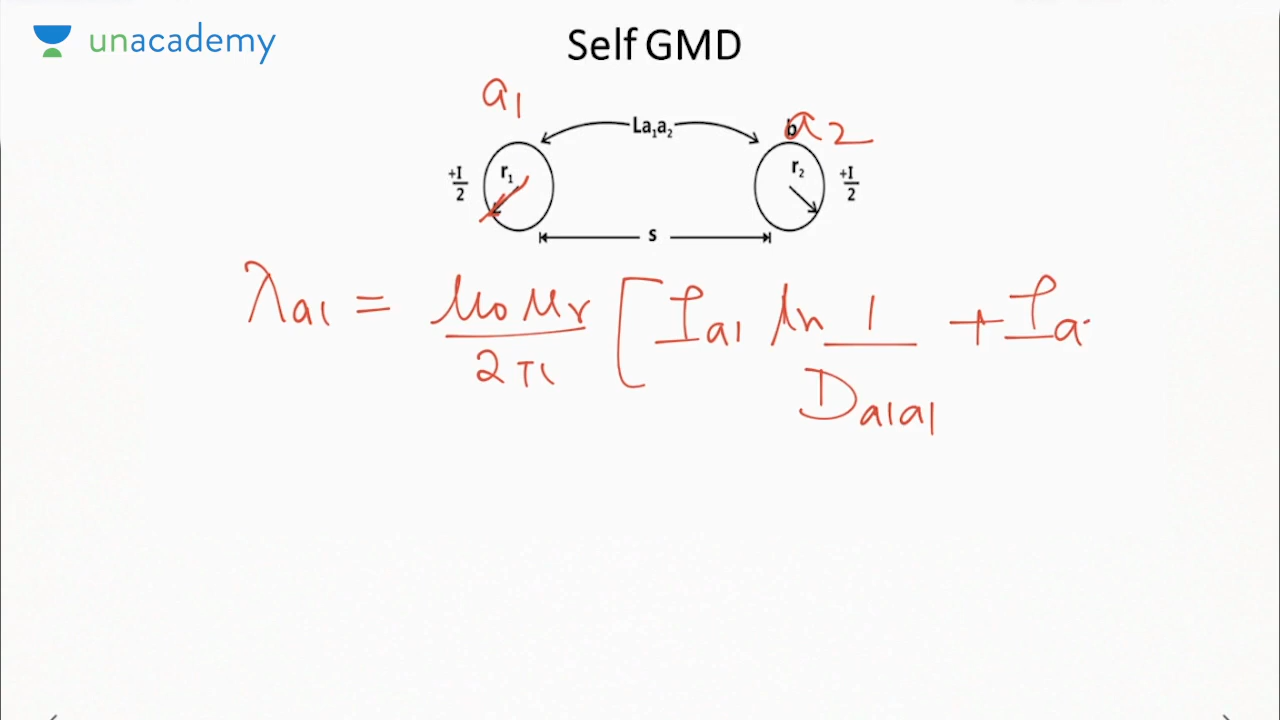 unacademy
Self GMD
a1
La₁a₂
b a2
+I/2 r₁
r₂ +I/2
s
λa1 = μ₀μr/2π [ Ia1 ln 1/Da1a1 + Ia